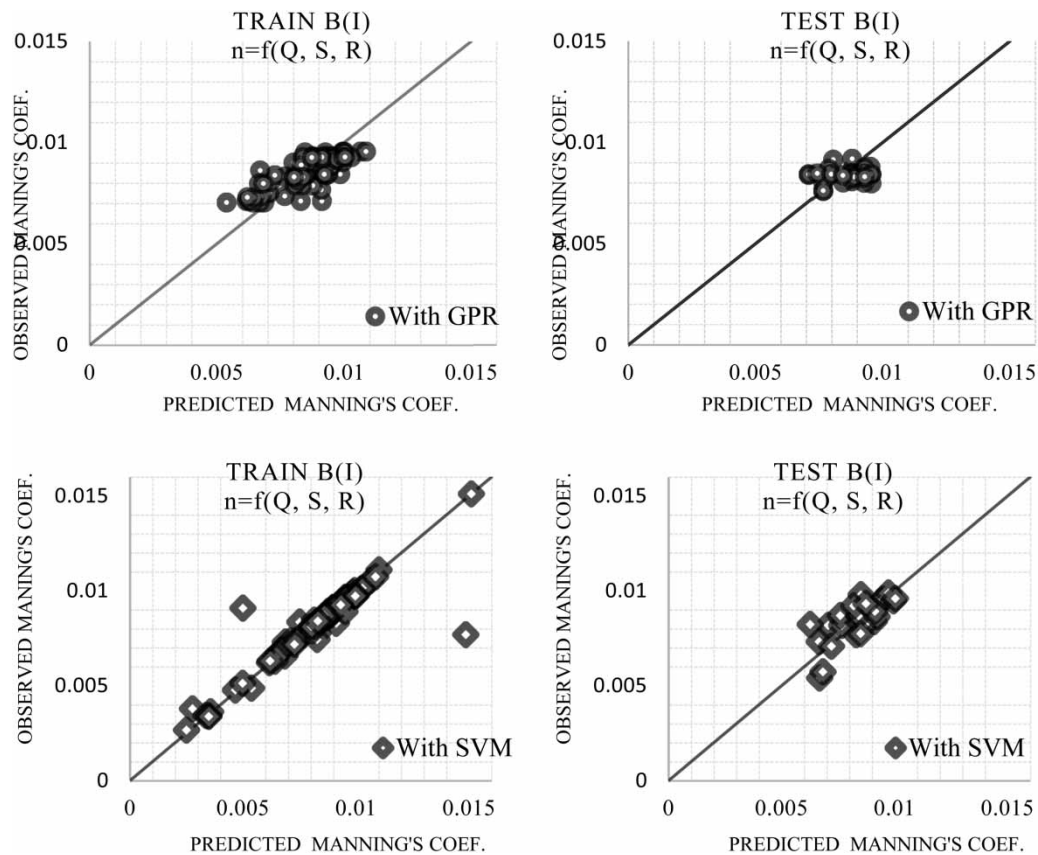 TRAIN B(I)
n=f(Q, S, R)
OBSERVED MANING'S COEF.
0.015
0.01
0.005
0
With GPR
0
0.005
0.01
0.015
PREDICTED MANNING'S COEF.
TEST B(I)
n=f(Q, S, R)
OBSERVED MANING'S COEF.
0.015
0.01
0.005
0
With GPR
0
0.005
0.01
0.015
PREDICTED MANNING'S COEF.
TRAIN B(I)
n=f(Q, S, R)
OBSERVED MANING'S COEF.
0.015
0.01
0.005
0
With SVM
0
0.005
0.01
0.015
PREDICTED MANNING'S COEF.
TEST B(I)
n=f(Q, S, R)
OBSERVED MANING'S COEF.
0.015
0.01
0.005
0
With SVM
0
0.005
0.01
0.015
PREDICTED MANNING'S COEF.